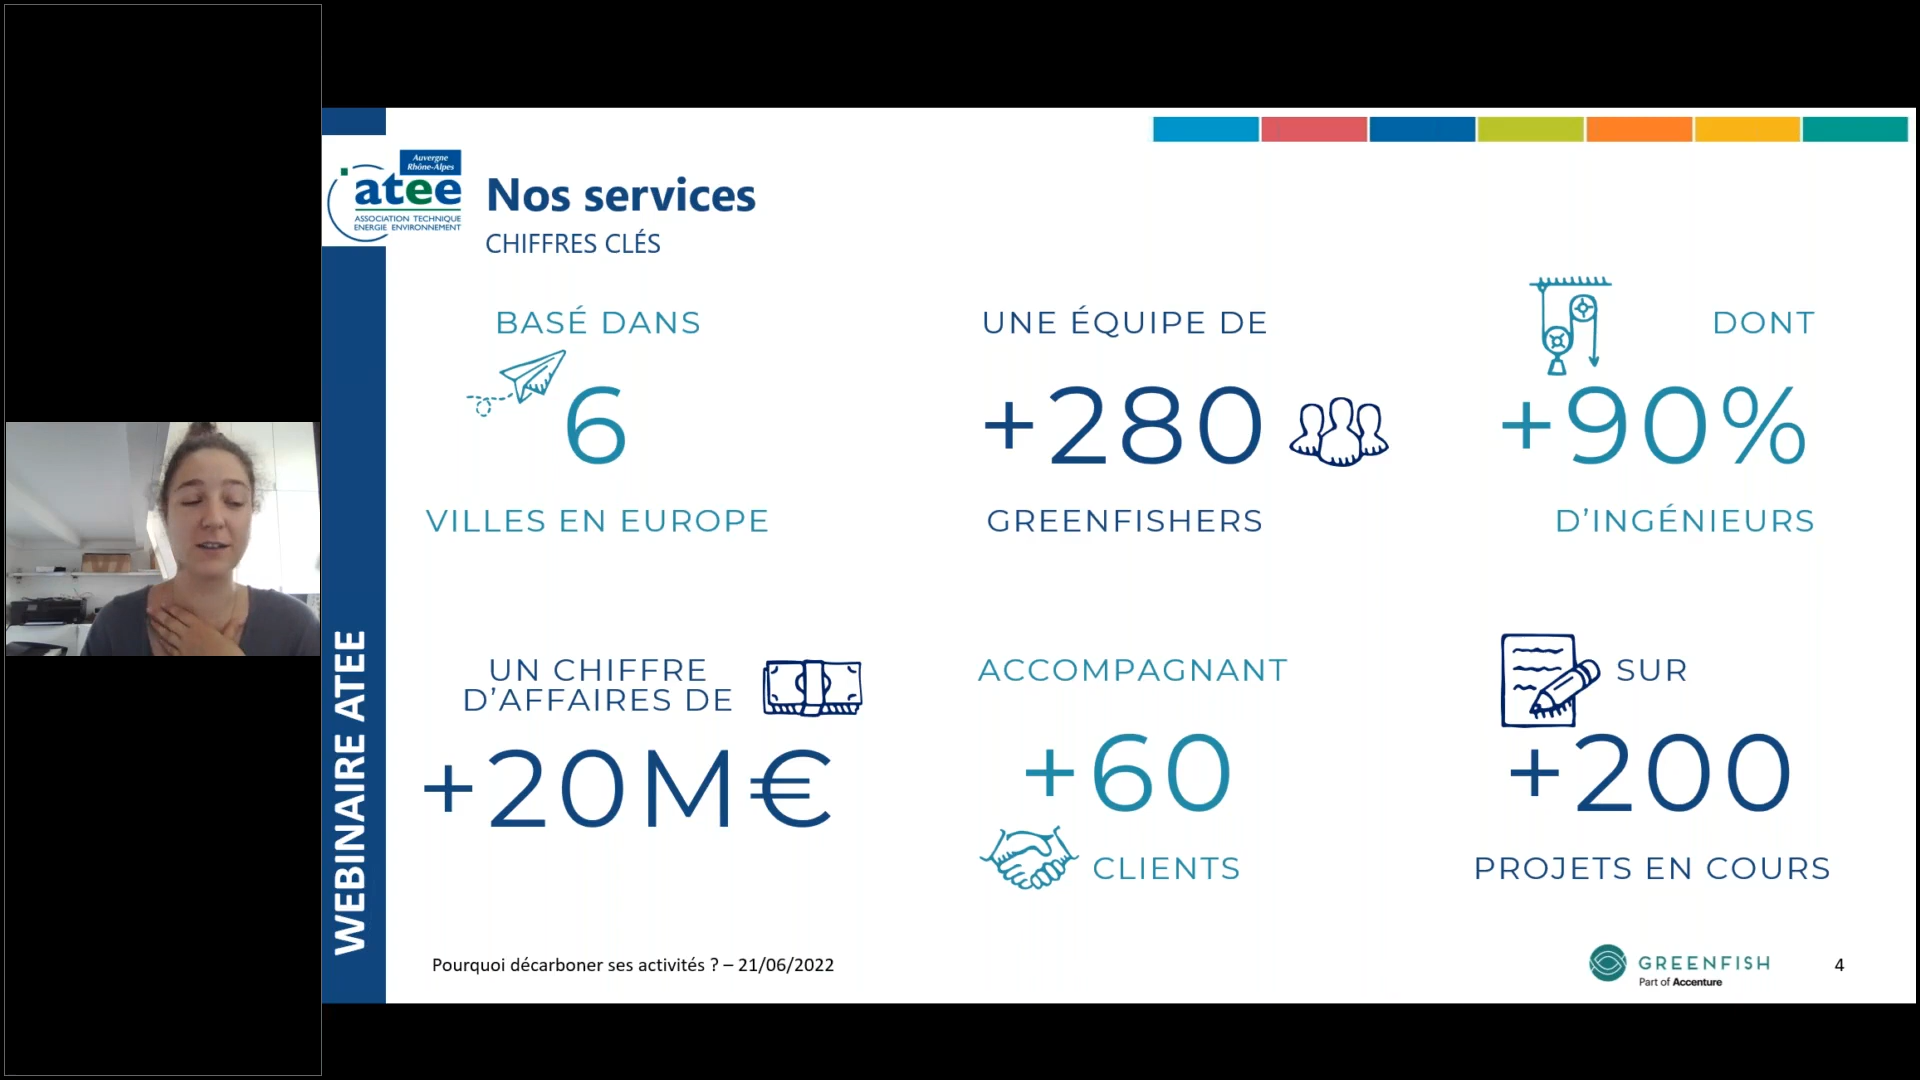 Auvergne
Rhône-Alpes
atee
ASSOCIATION TECHNIQUE
ENERGIE ENVIRONNEMENT
Nos services
CHIFFRES CLÉS
BASÉ DANS
6
VILLES EN EUROPE
UNE ÉQUIPE DE
+280
GREENFISHERS
DONT
+90%
D’INGÉNIEURS
UN CHIFFRE
D’AFFAIRES DE
+20M€
ACCOMPAGNANT
+60
CLIENTS
SUR
+200
PROJETS EN COURS
WEBINAIRE ATEE
Pourquoi décarboner ses activités ? – 21/06/2022
GREENFISH
Part of Accenture
4